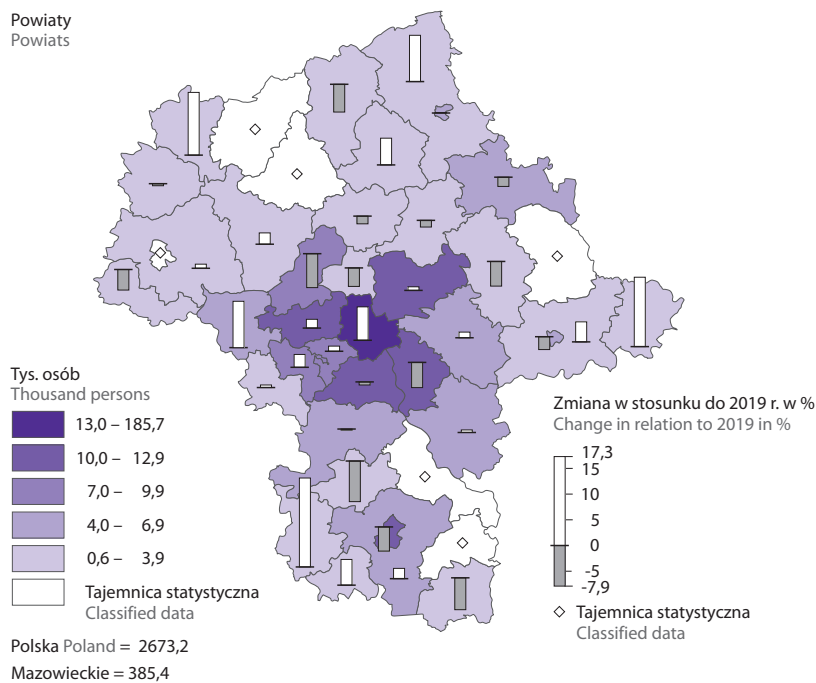 Powiaty
Powiats
Tys. osób
Thousand persons
13,0 – 185,7
10,0 – 12,9
7,0 – 9,9
4,0 – 6,9
0,6 – 3,9
Tajemnica statystyczna
Classified data
Polska Poland = 2673,2
Mazowieckie = 385,4
Zmiana w stosunku do 2019 r. w %
Change in relation to 2019 in %
17,3
15
10
5
0
-5
-7,9
Tajemnica statystyczna
Classified data